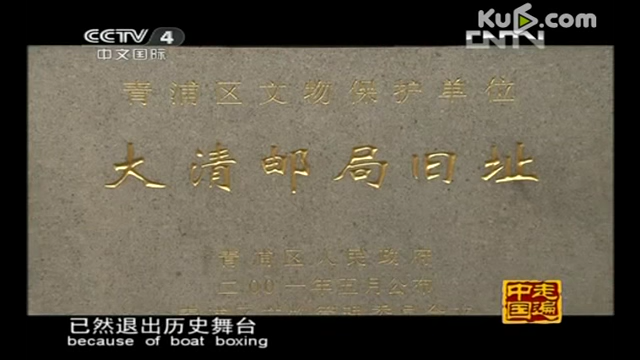 CCTV 4
中文国际
Ku6.com
CNTV
青浦区文物保护单位
大清邮局旧址
青浦区人民政府
二00一年五月公布
走遍
中国
已然退出历史舞台
because of boat boxing